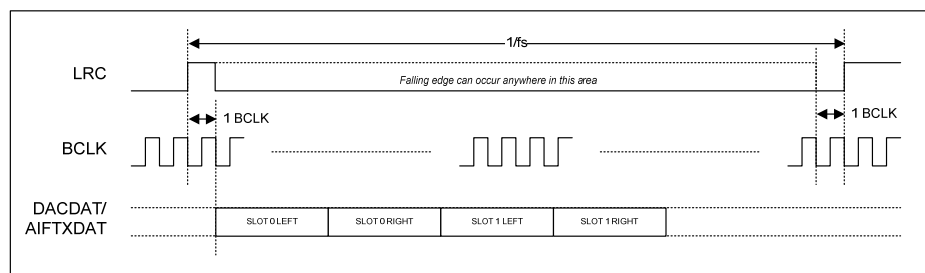 1/fs
LRC
Falling edge can occur anywhere in this area
1 BCLK
1 BCLK
BCLK
DACDAT/
AIFTXDAT
SLOT 0 LEFT
SLOT 0 RIGHT
SLOT 1 LEFT
SLOT 1 RIGHT